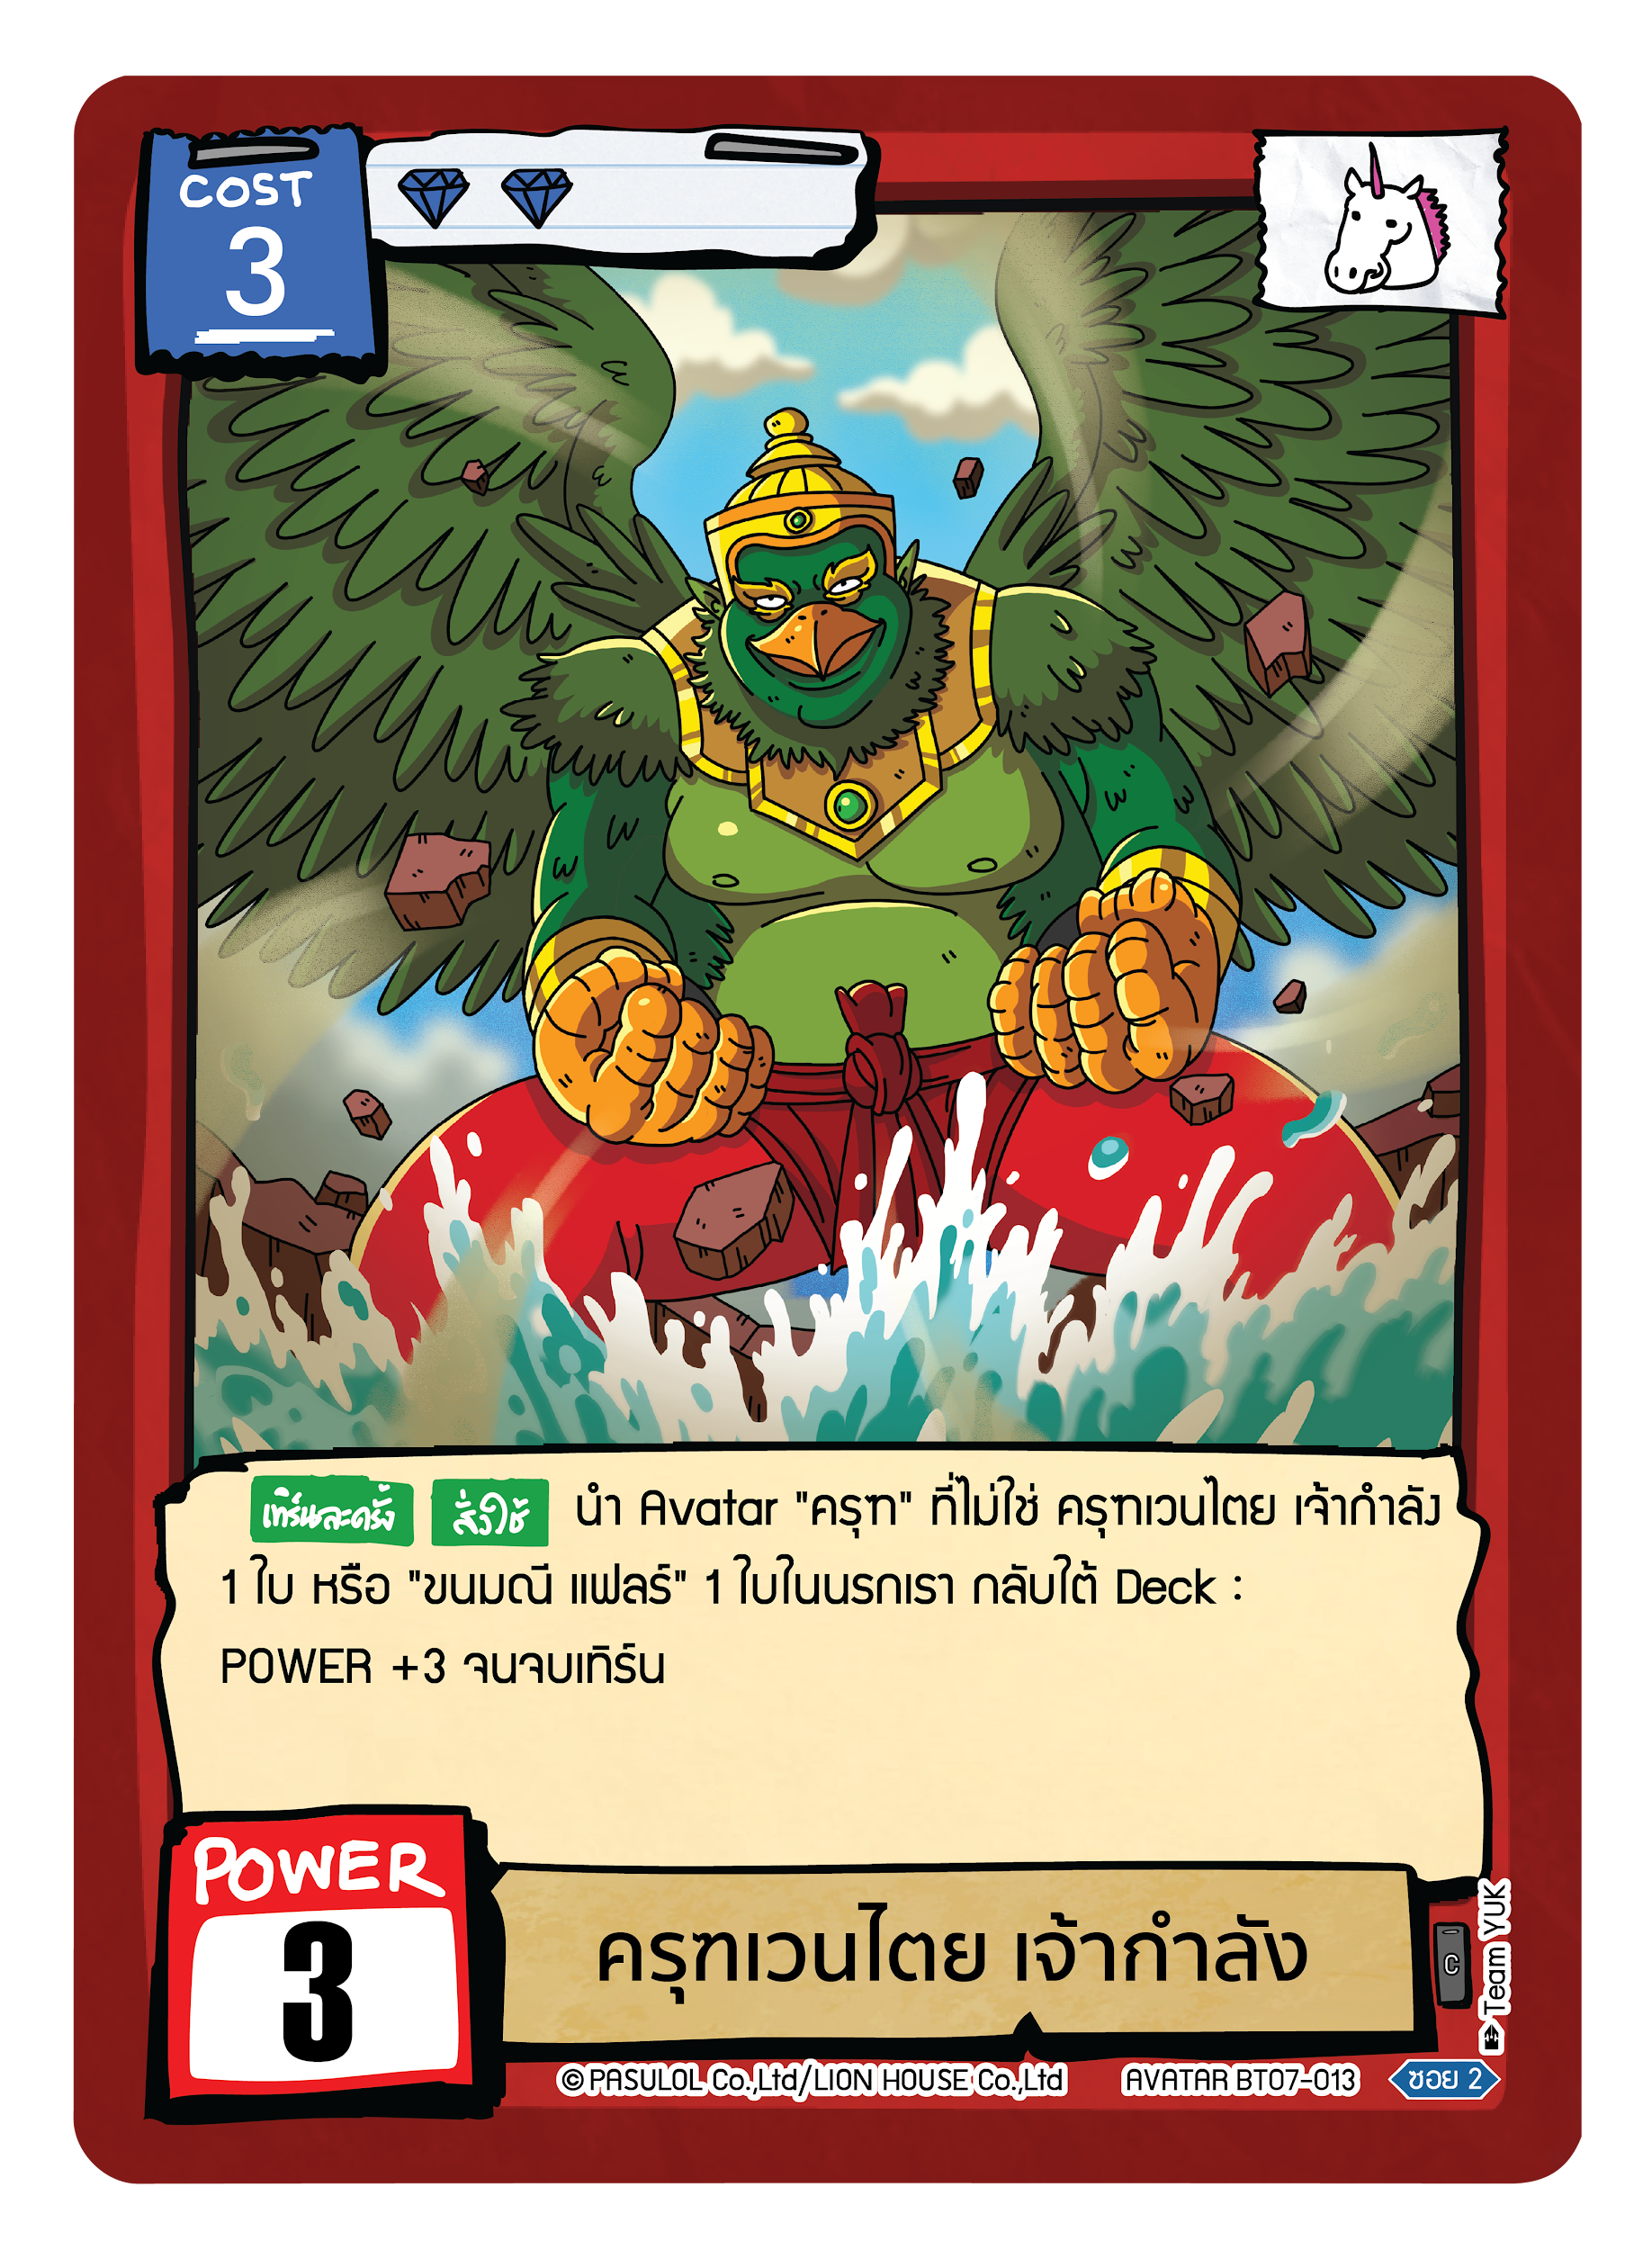 COST
3
เทิร์นละครั้ง สั่งใช้ นำ Avatar "ครุฑ" ที่ไม่ใช่ ครุฑเวนไตย เจ้ากำลัง
1 ใบ หรือ "ขนมณี แฟลร์" 1 ใบในนรกเรา กลับใต้ Deck :
POWER +3 จนจบเทิร์น
POWER
3
ครุฑเวนไตย เจ้ากำลัง
C
Team YUK
© PASULOL Co.,Ltd/LION HOUSE Co.,Ltd AVATAR BT07-013 ซอย 2